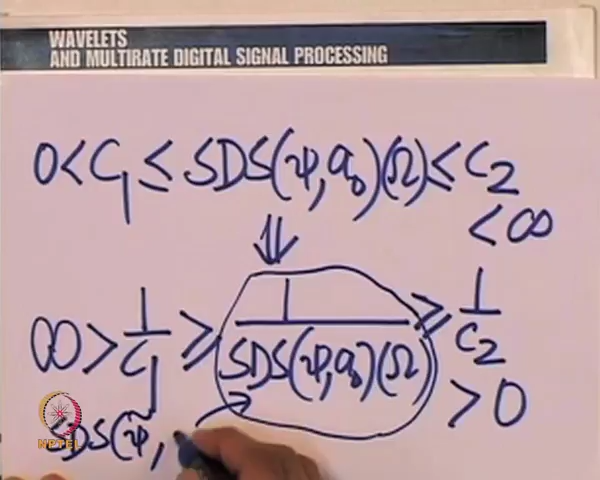 WAVELETS
AND MULTIRATE DIGITAL SIGNAL PROCESSING
0 < C₁ ≤ SDS(ψ, a₀)(Ω) ≤ C₂
< ∞
⇓
∞ > 1/C₁ ≥ 1/SDS(ψ, a₀)(Ω) ≥ 1/C₂
> 0
SDS(ψ̃,
NPTEL